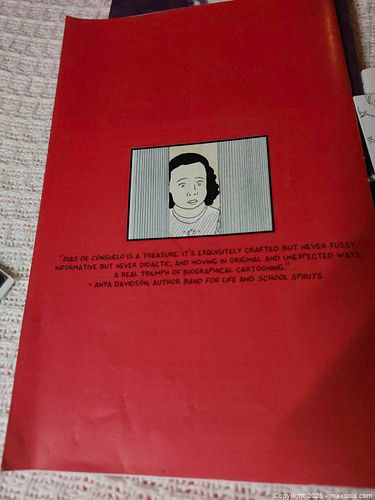 "DIAS DE CONSUELO IS A TREASURE. IT'S EXQUISITELY CRAFTED BUT NEVER FUSSY,
INFORMATIVE BUT NEVER DIDACTIC, AND MOVING IN ORIGINAL AND UNEXPECTED WAYS.
A REAL TRIUMPH OF BIOGRAPHICAL CARTOONING."
- ANYA DAVIDSON, AUTHOR BAND FOR LIFE AND SCHOOL SPIRITS
Copyright 2025 - maxsold.com